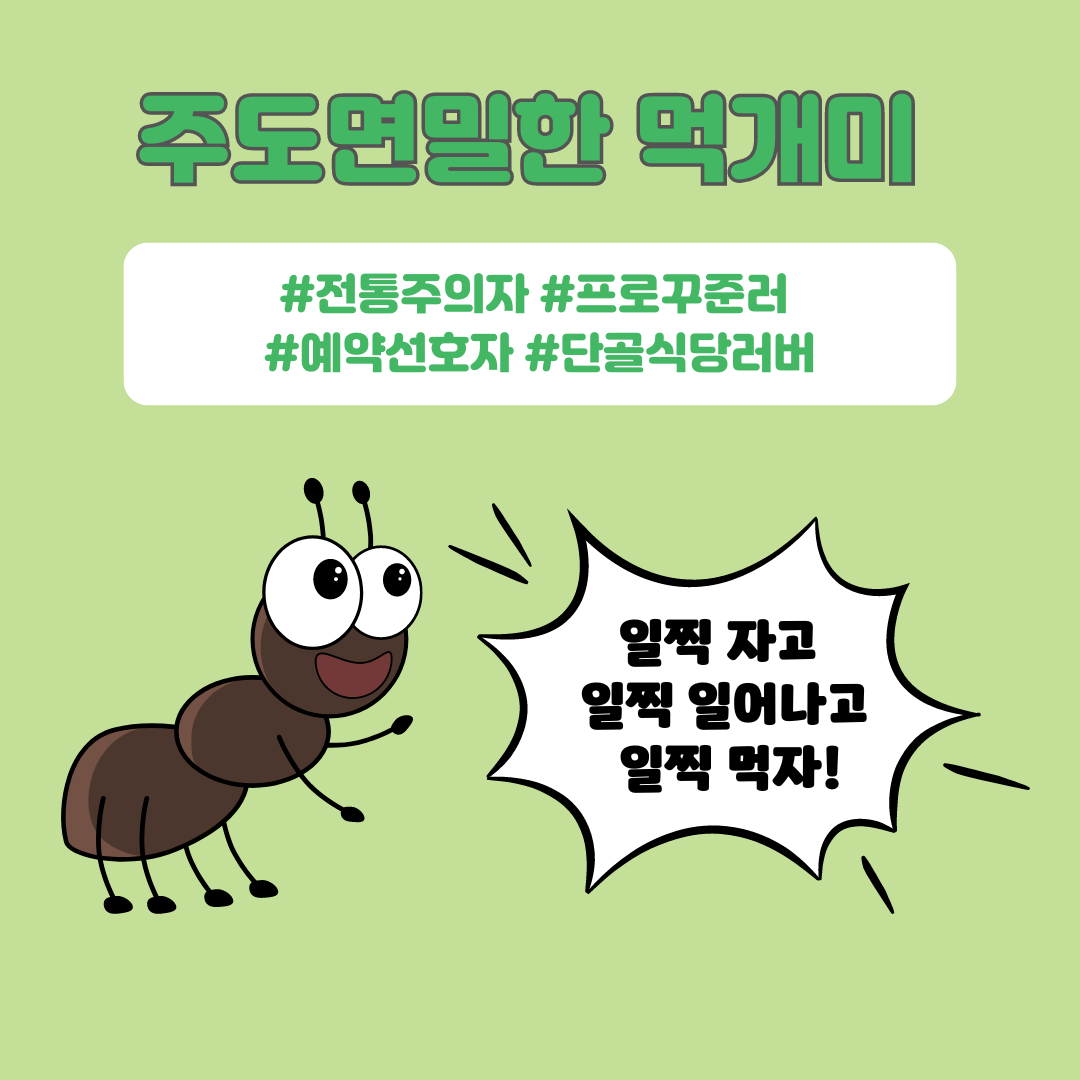 주도면밀한 먹개미
#전통주의자 #프로꾸준러
#예약선호자 #단골식당러버
일찍 자고
일찍 일어나고
일찍 먹자!